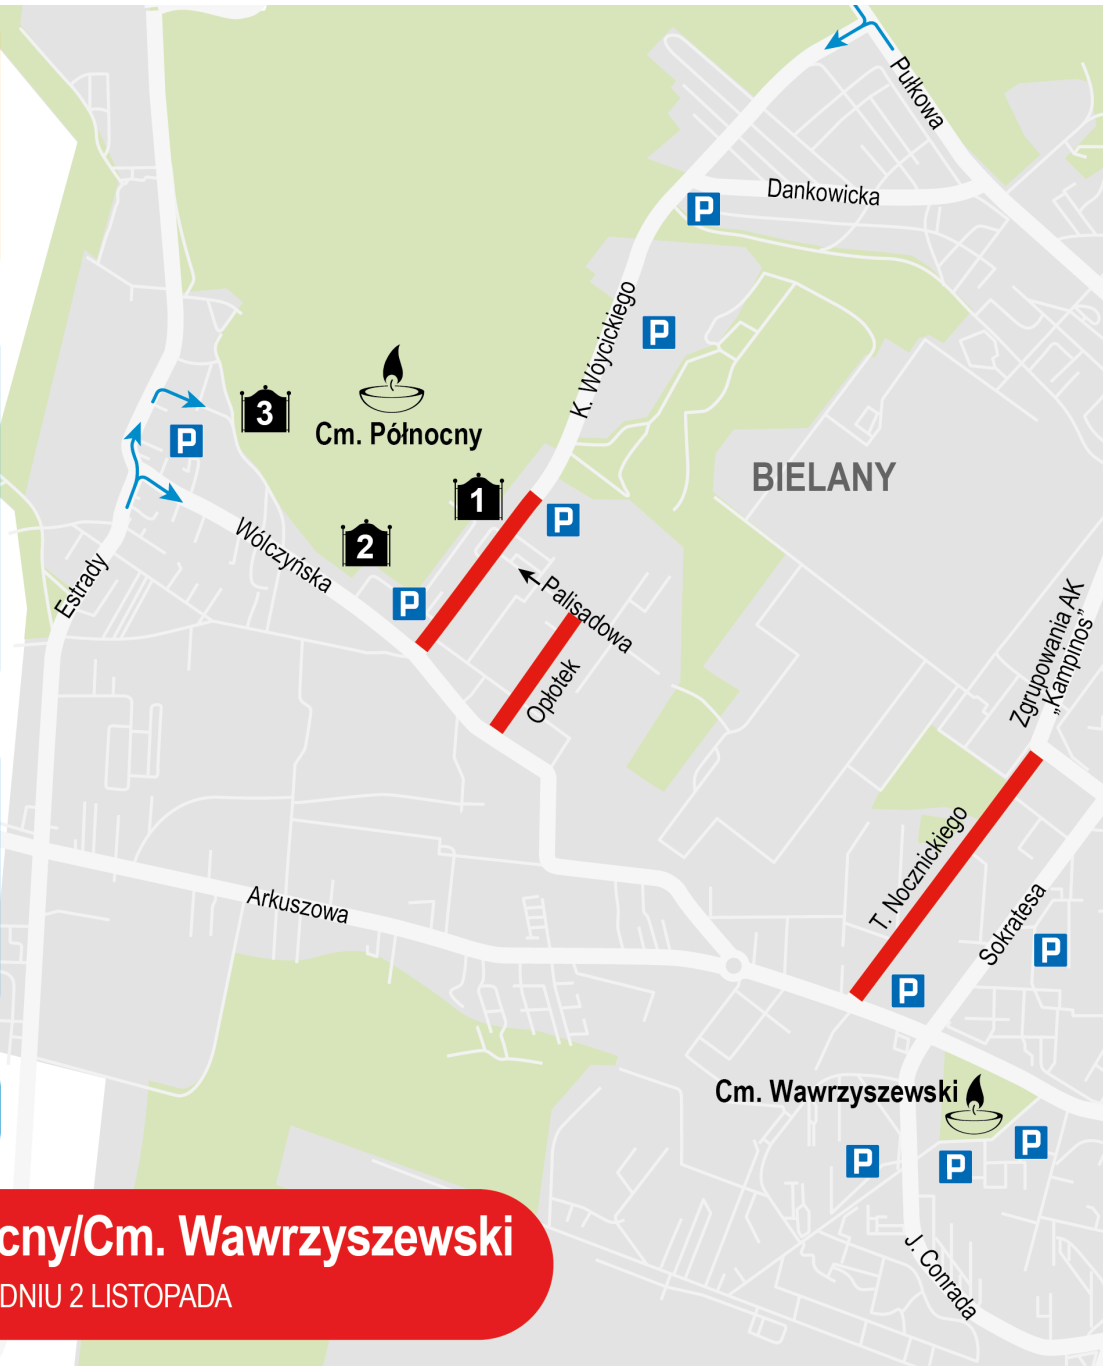 Pułkowa
Dankowicka
P
K. Wóycickiego
P
3
Cm. Północny
P
BIELANY
1
P
2
Wólczyńska
Estrady
P
Palisadowa
Opłotek
Zgrupowania AK
„Kampinos”
T. Nocznickiego
Arkuszowa
Sokratesa
P
P
Cm. Wawrzyszewski
P
P
P
J. Conrada
cny/Cm. Wawrzyszewski
DNIU 2 LISTOPADA